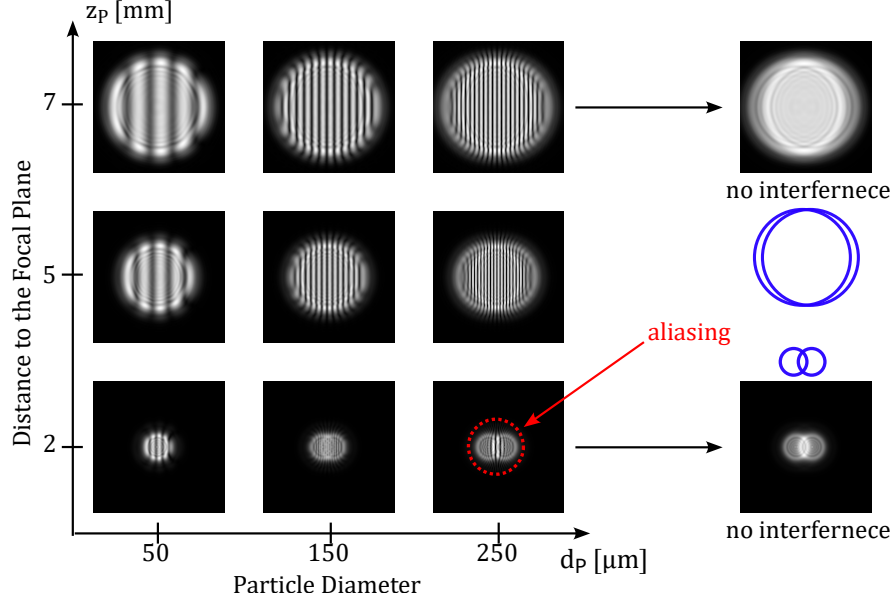 z_P [mm]
7
no interfernece
5
aliasing
2
no interfernece
50
150
250
d_P [μm]
Particle Diameter
Distance to the Focal Plane